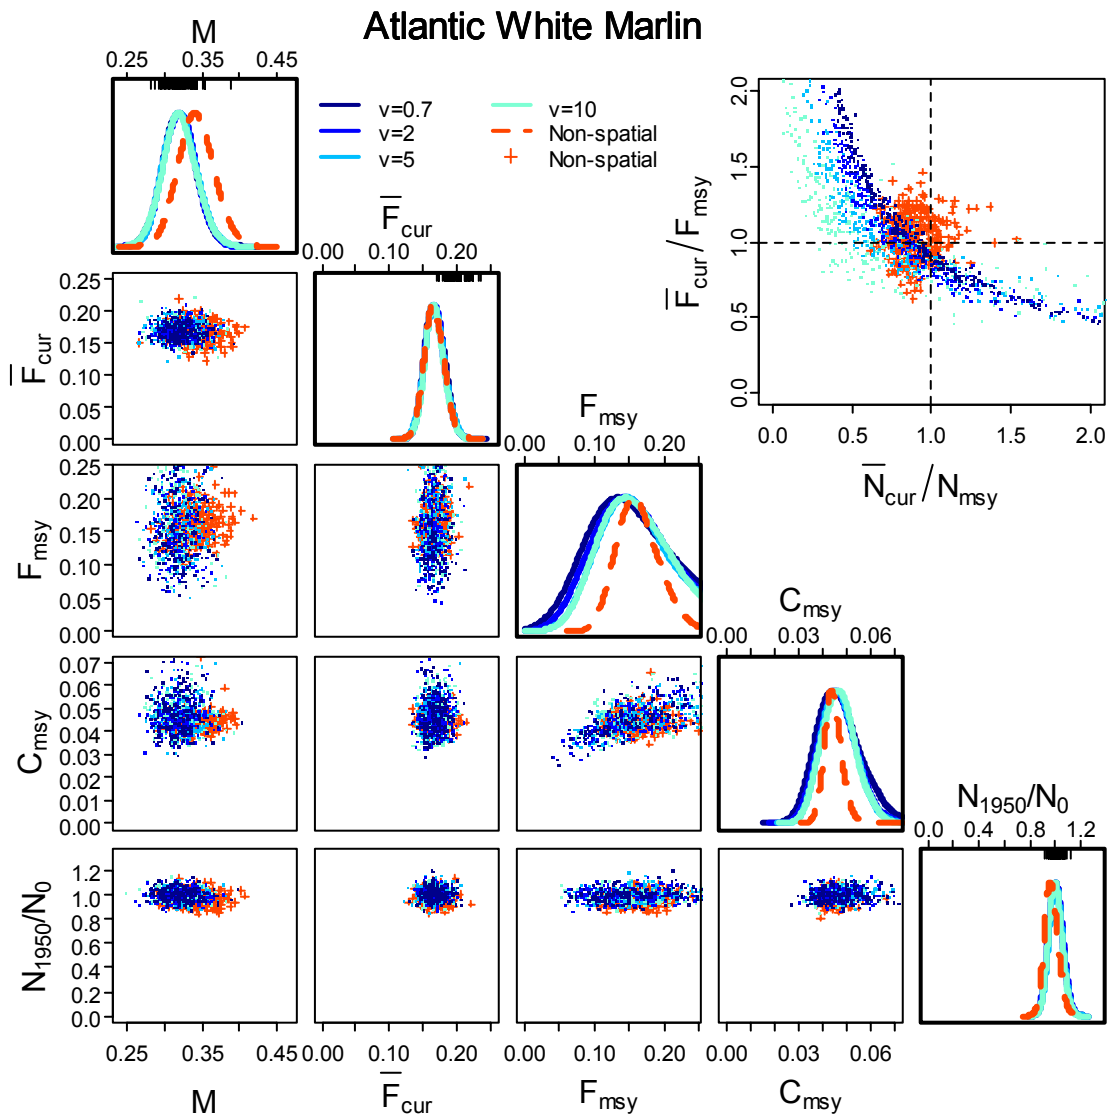 Atlantic White Marlin
M
0.25 0.35 0.45
v=0.7
v=2
v=5
v=10
Non-spatial
Non-spatial
F̅cur / Fmsy
0.0 0.5 1.0 1.5 2.0
0.0 0.5 1.0 1.5 2.0
N̅cur / Nmsy
F̅cur
0.00 0.10 0.20
F̅cur
0.25
0.20
0.15
0.10
0.05
0.00
Fmsy
0.00 0.10 0.20
Fmsy
0.25
0.20
0.15
0.10
0.05
0.00
Cmsy
0.00 0.03 0.06
Cmsy
0.07
0.06
0.05
0.04
0.03
0.02
0.01
0.00
N1950/N0
0.0 0.4 0.8 1.2
N1950/N0
1.2
1.0
0.8
0.6
0.4
0.2
0.0
0.25 0.35 0.45 0.00 0.10 0.20 0.00 0.10 0.20 0.00 0.03 0.06
M F̅cur Fmsy Cmsy